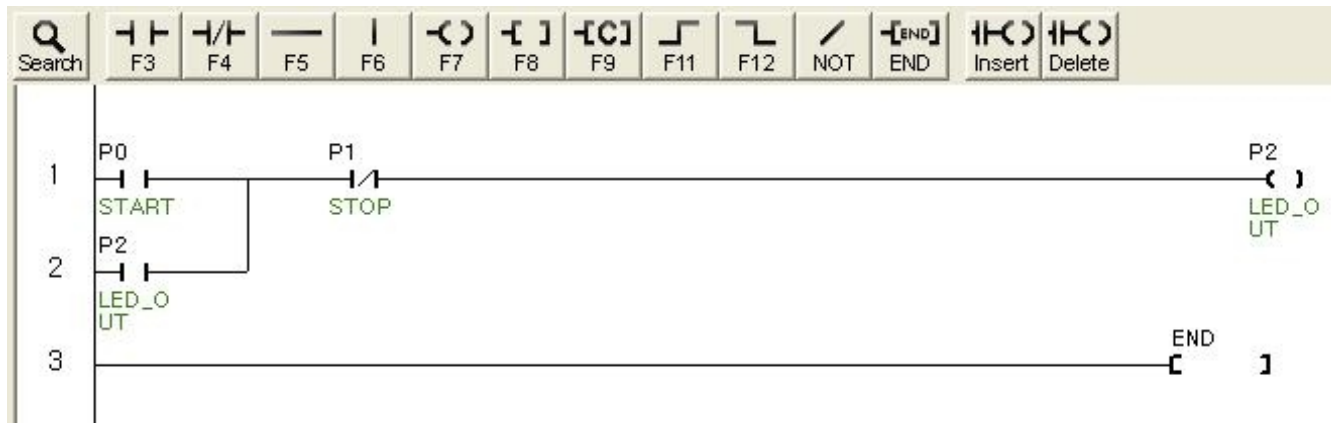 Search F3 F4 F5 F6 F7 F8 [C] F9 F11 F12 NOT [END] END Insert Delete
P0 P1 P2
1
START STOP LED_O
UT
P2
2
LED_O
UT
END
3